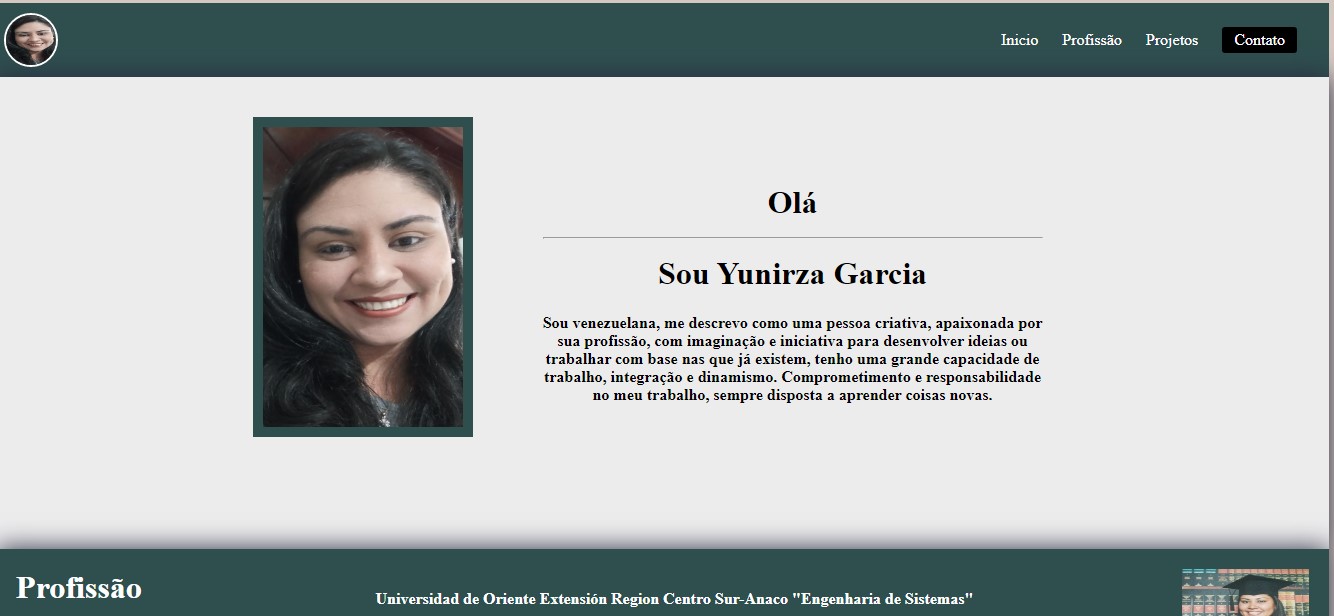 Inicio Profissão Projetos Contato
Olá
Sou Yunirza Garcia
Sou venezuelana, me descrevo como uma pessoa criativa, apaixonada por
sua profissão, com imaginação e iniciativa para desenvolver ideias ou
trabalhar com base nas que já existem, tenho uma grande capacidade de
trabalho, integração e dinamismo. Comprometimento e responsabilidade
no meu trabalho, sempre disposta a aprender coisas novas.
Profissão
Universidad de Oriente Extensión Region Centro Sur-Anaco "Engenharia de Sistemas"